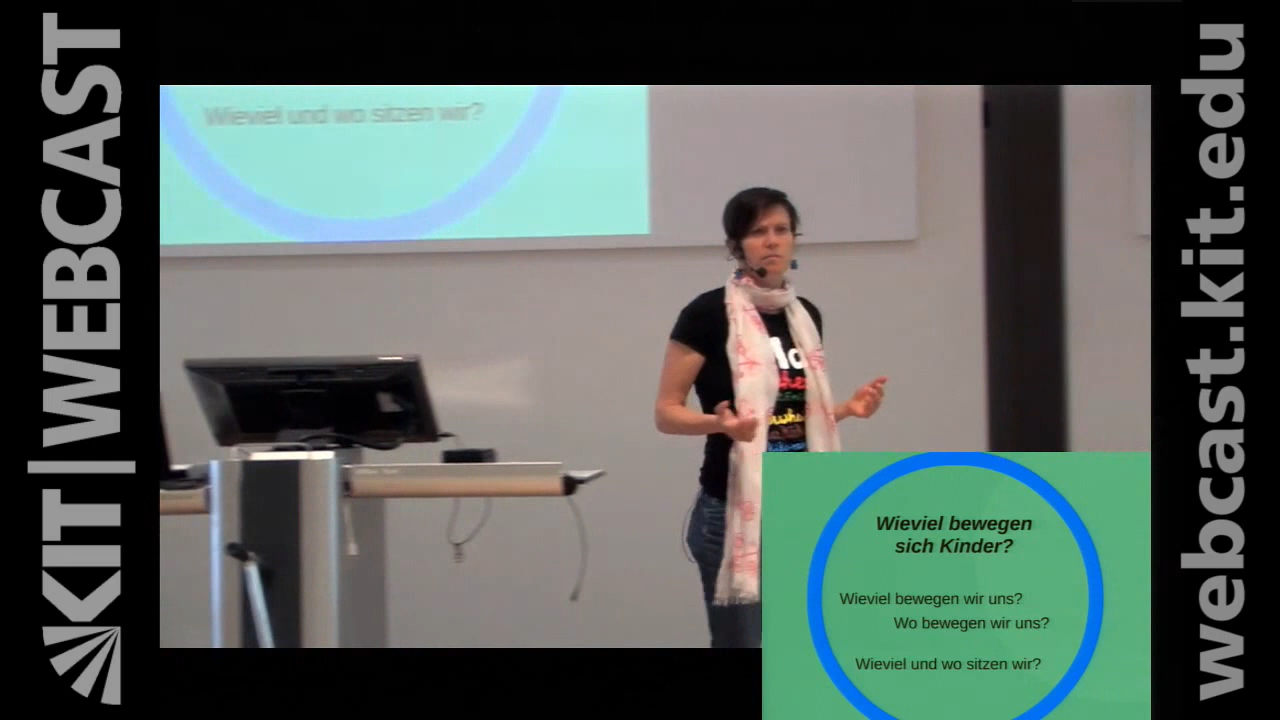 KIT | WEBCAST
Wieviel und wo sitzen wir?
Wieviel bewegen
sich Kinder?
Wieviel bewegen wir uns?
Wo bewegen wir uns?
Wieviel und wo sitzen wir?
webcast.kit.edu